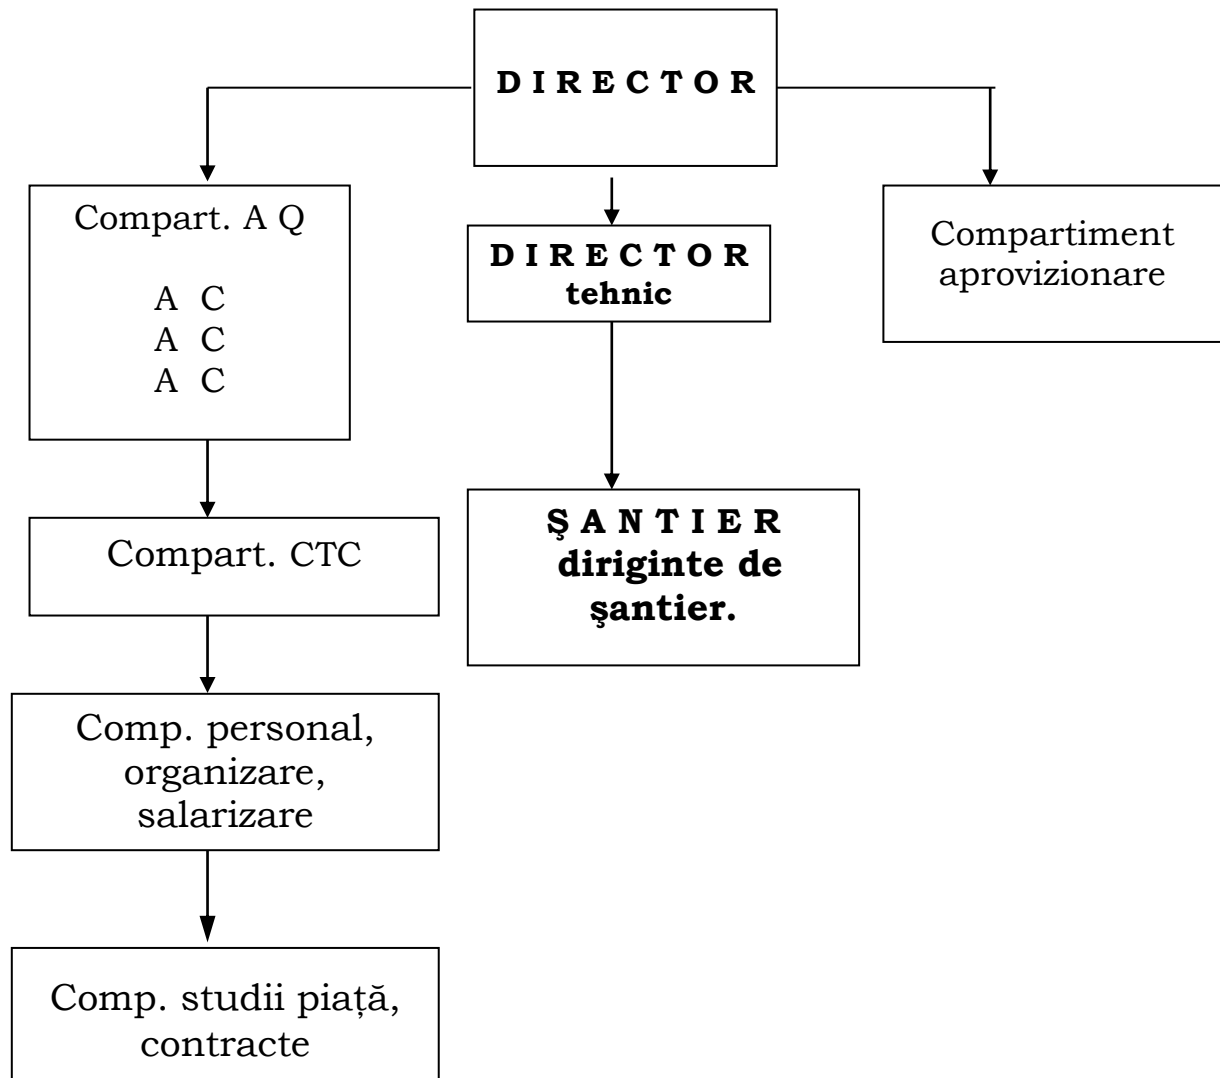 D I R E C T O R
Compart. A Q
A C
A C
A C
D I R E C T O R
tehnic
Compartiment
aprovizionare
Compart. CTC
Ş A N T I E R
diriginte de
şantier.
Comp. personal,
organizare,
salarizare
Comp. studii piață,
contracte